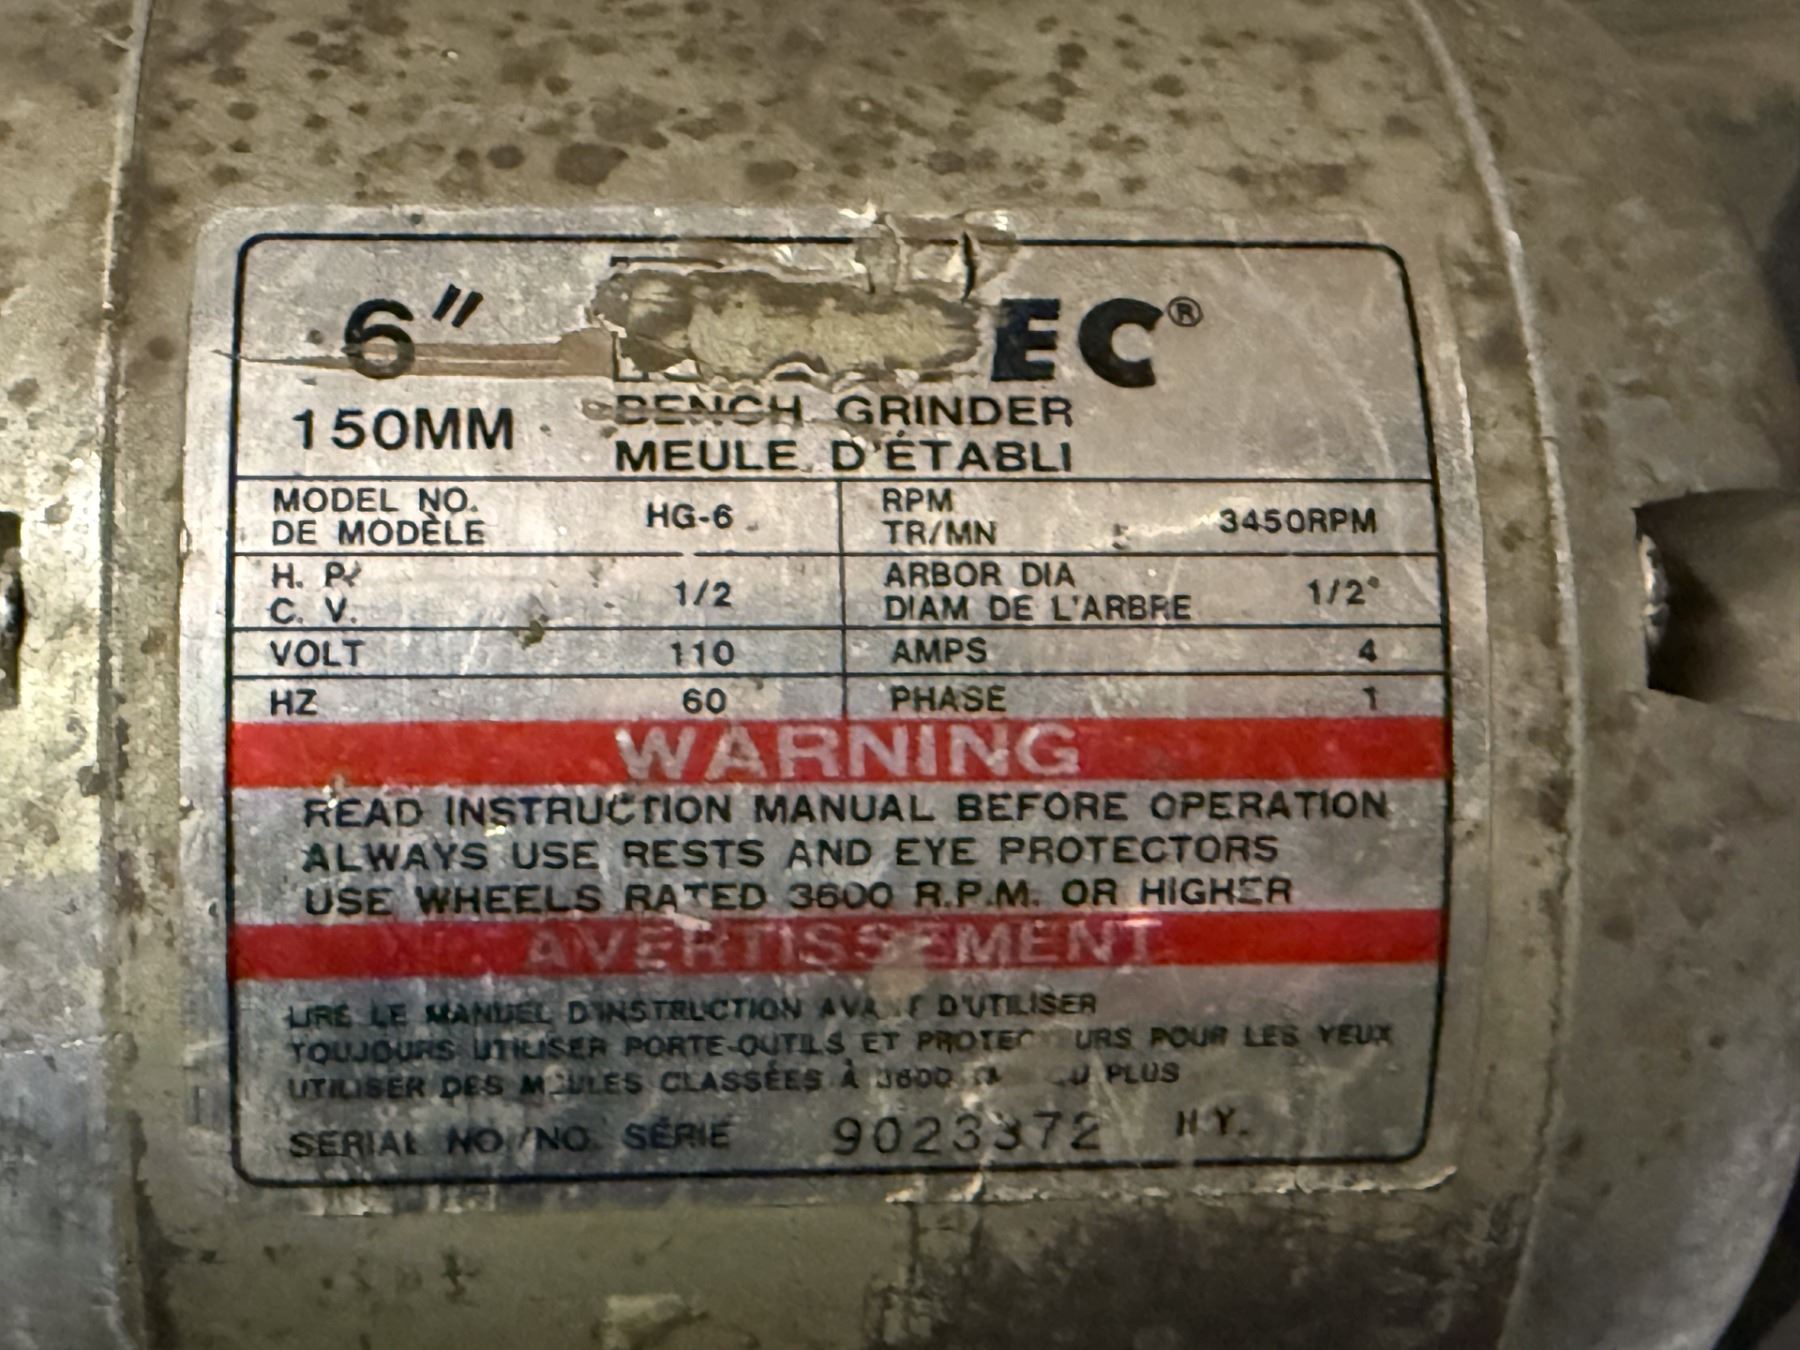 6" EC®
150MM BENCH GRINDER
MEULE D'ÉTABLI
MODEL NO. HG-6 RPM 3450RPM
DE MODÈLE TR/MN
H. P. 1/2 ARBOR DIA 1/2"
C. V. DIAM DE L'ARBRE
VOLT 110 AMPS 4
HZ 60 PHASE 1
WARNING
READ INSTRUCTION MANUAL BEFORE OPERATION
ALWAYS USE RESTS AND EYE PROTECTORS
USE WHEELS RATED 3600 R.P.M. OR HIGHER
AVERTISSEMENT
LIRE LE MANUEL D'INSTRUCTION AVANT D'UTILISER
TOUJOURS UTILISER PORTE-OUTILS ET PROTECTEURS POUR LES YEUX
UTILISER DES MEULES CLASSÉES À 3600 PLUS
SERIAL NO./NO. SÉRIE 9023372 H.Y.